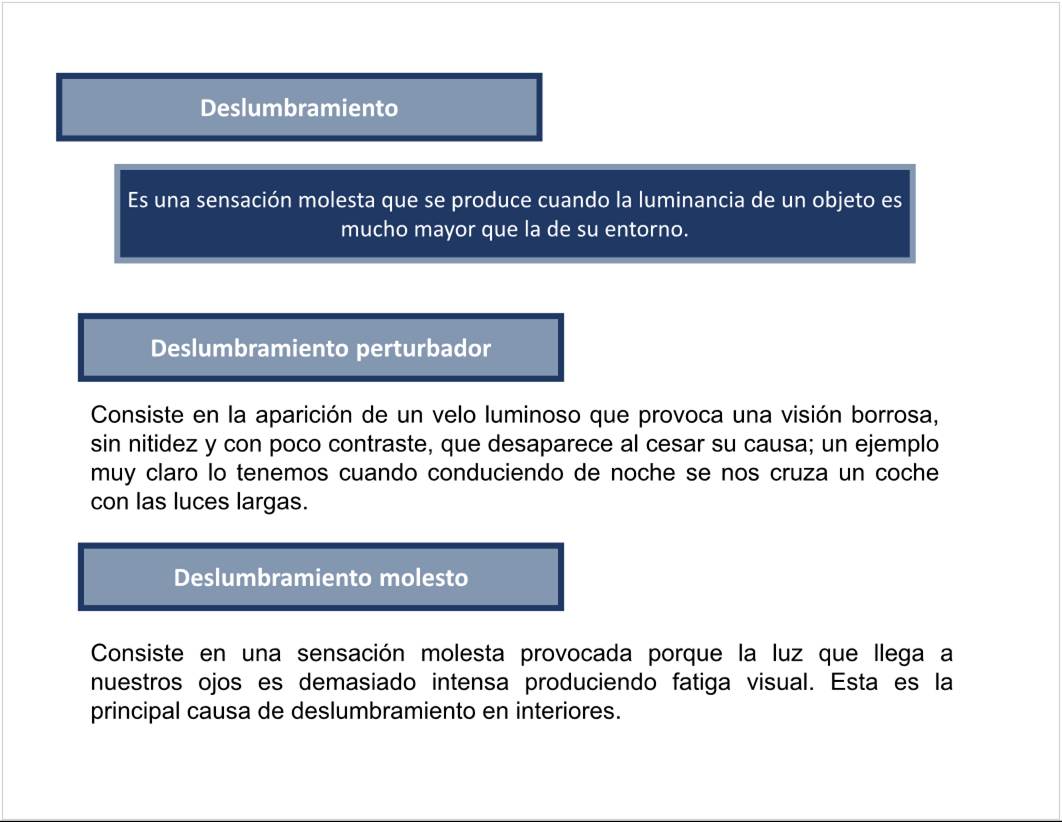 Deslumbramiento
Es una sensación molesta que se produce cuando la luminancia de un objeto es
mucho mayor que la de su entorno.
Deslumbramiento perturbador
Consiste en la aparición de un velo luminoso que provoca una visión borrosa,
sin nitidez y con poco contraste, que desaparece al cesar su causa; un ejemplo
muy claro lo tenemos cuando conduciendo de noche se nos cruza un coche
con las luces largas.
Deslumbramiento molesto
Consiste en una sensación molesta provocada porque la luz que llega a
nuestros ojos es demasiado intensa produciendo fatiga visual. Esta es la
principal causa de deslumbramiento en interiores.